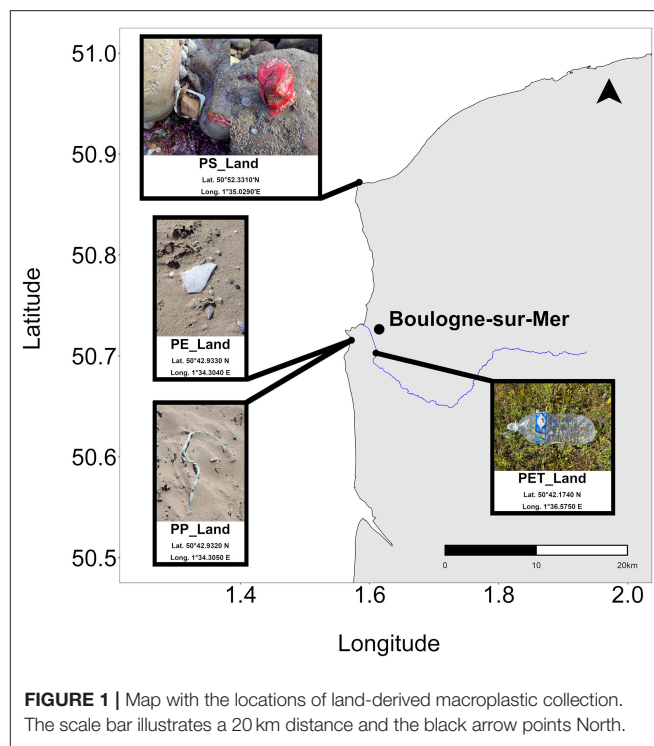 51.0
50.9
50.8
50.7
50.6
50.5
Latitude
PS_Land
Lat. 50°52.3310'N
Long. 1°35.0290'E
PE_Land
Lat. 50°42.9330 N
Long. 1°34.3040 E
Boulogne-sur-Mer
PP_Land
Lat. 50°42.9320 N
Long. 1°34.3050 E
PET_Land
Lat. 50°42.1740 N
Long. 1°36.5750 E
0 10 20km
1.4 1.6 1.8 2.0
Longitude
FIGURE 1 | Map with the locations of land-derived macroplastic collection.
The scale bar illustrates a 20 km distance and the black arrow points North.